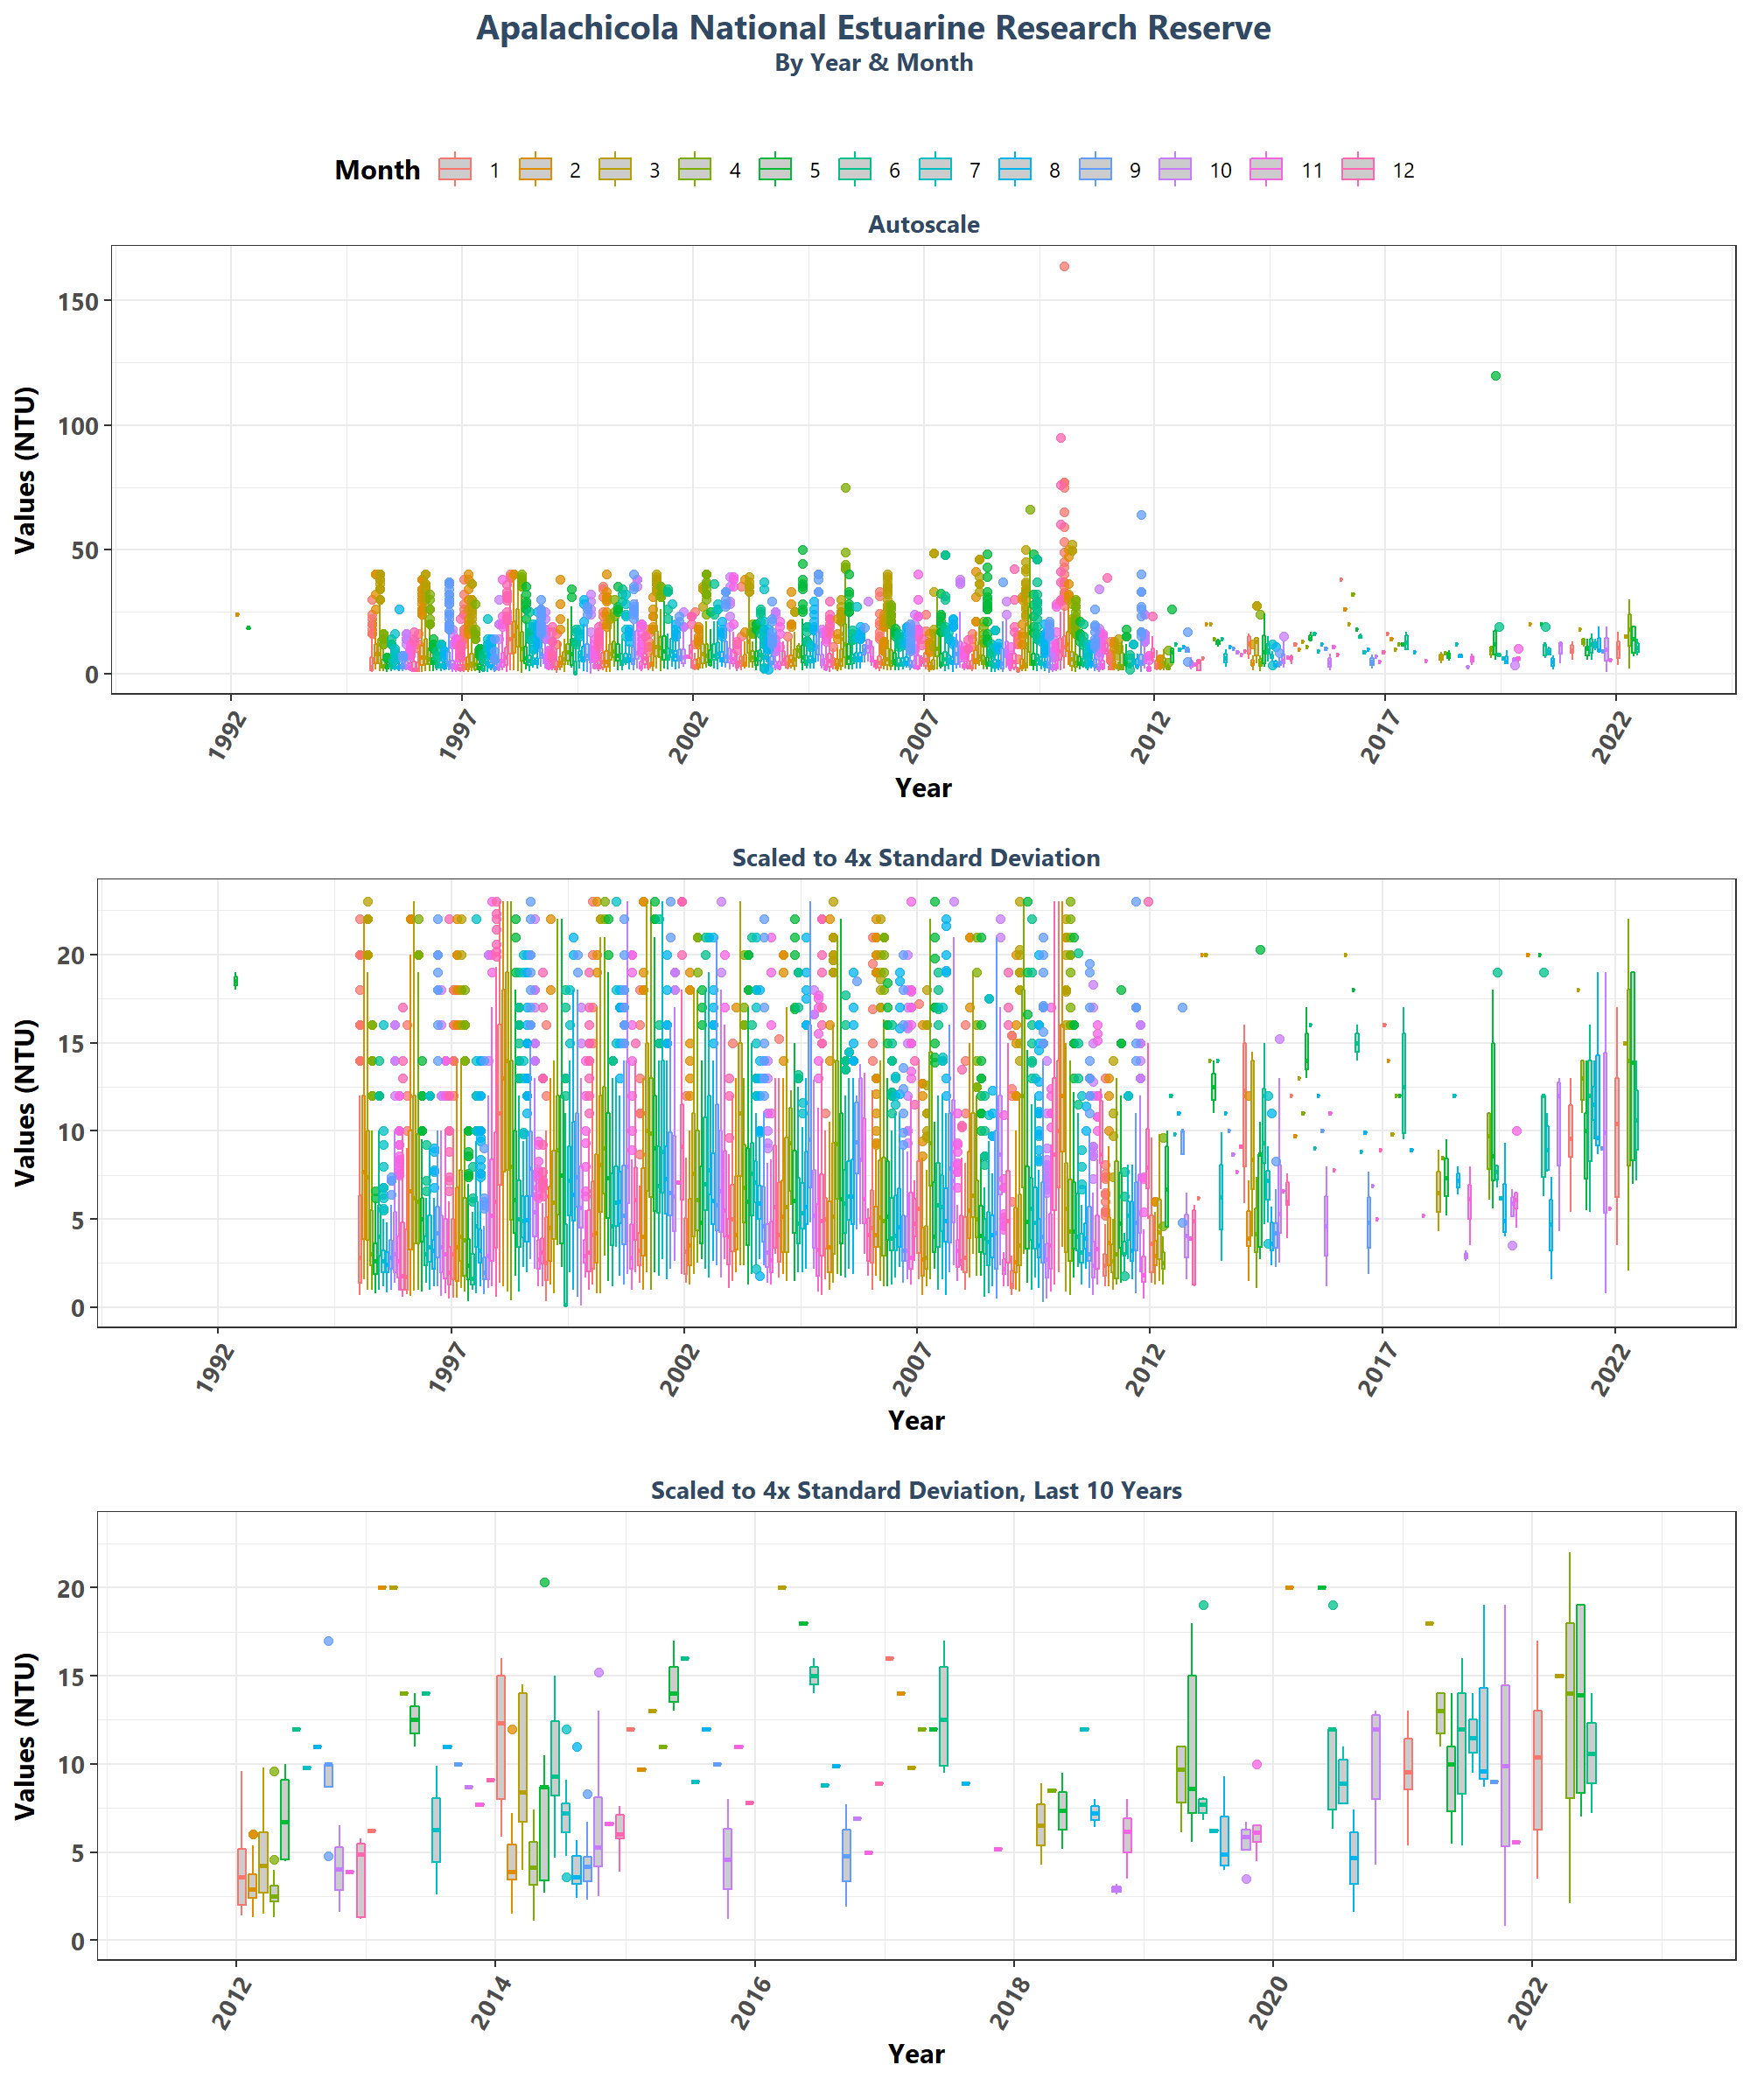 Apalachicola National Estuarine Research Reserve
By Year & Month
Month 1 2 3 4 5 6 7 8 9 10 11 12
Autoscale
Values (NTU)
150
100
50
0
1992 1997 2002 2007 2012 2017 2022
Year
Scaled to 4x Standard Deviation
Values (NTU)
20
15
10
5
0
1992 1997 2002 2007 2012 2017 2022
Year
Scaled to 4x Standard Deviation, Last 10 Years
Values (NTU)
20
15
10
5
0
2012 2014 2016 2018 2020 2022
Year